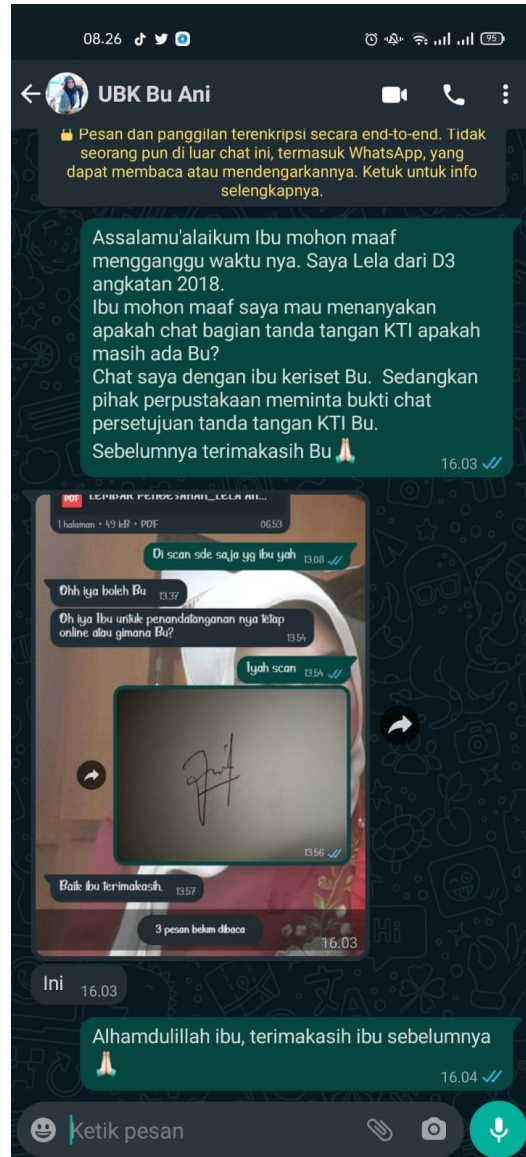 08.26
95
UBK Bu Ani
Pesan dan panggilan terenkripsi secara end-to-end. Tidak
seorang pun di luar chat ini, termasuk WhatsApp, yang
dapat membaca atau mendengarkannya. Ketuk untuk info
selengkapnya.
Assalamu'alaikum Ibu mohon maaf
mengganggu waktu nya. Saya Lela dari D3
angkatan 2018.
Ibu mohon maaf saya mau menanyakan
apakah chat bagian tanda tangan KTI apakah
masih ada Bu?
Chat saya dengan ibu keriset Bu. Sedangkan
pihak perpustakaan meminta bukti chat
persetujuan tanda tangan KTI Bu.
Sebelumnya terimakasih Bu🙏🏻
16.03
PDF LEMBAR PENGESAHAN_LELA AN...
1 halaman • 49 kB • PDF 06.53
Di scan sde saja yg ibu yah 13.08
Ohh iya boleh Bu 13.37
Oh iya Ibu untuk penandatanganan nya tetap
online atau gimana Bu?
13.54
Iyah scan 13.54
13.56
Baik ibu terimakasih. 13.57
3 pesan belum dibaca
16.03
Ini 16.03
Alhamdulillah ibu, terimakasih ibu sebelumnya
🙏🏻
16.04
Hi
Ketik pesan